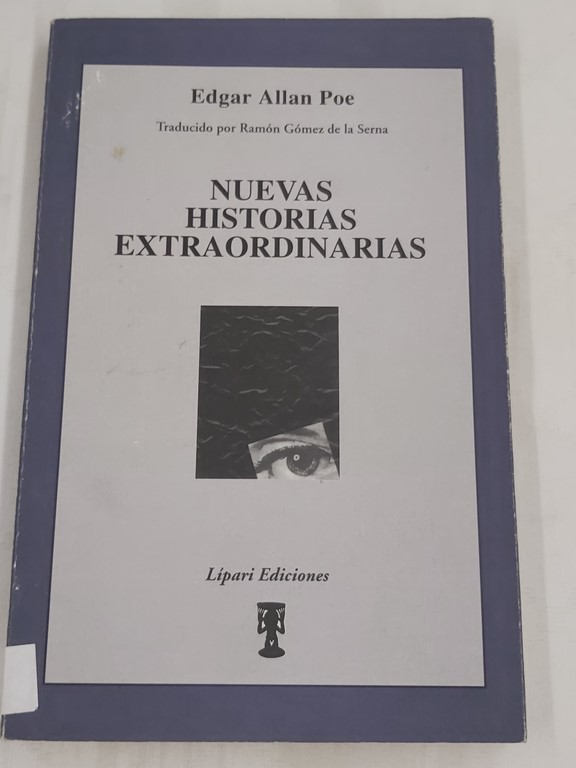 Edgar Allan Poe
Traducido por Ramón Gómez de la Serna
NUEVAS
HISTORIAS
EXTRAORDINARIAS
Lípari Ediciones